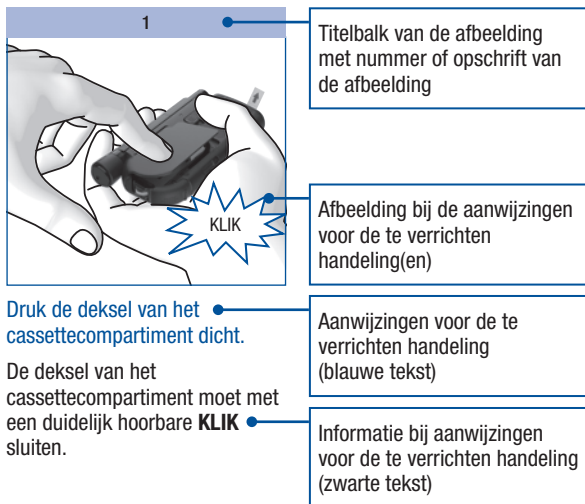 1
KLIK
Druk de deksel van het
cassettecompartiment dicht.
De deksel van het
cassettecompartiment moet met
een duidelijk hoorbare KLIK
sluiten.
Titelbalk van de afbeelding
met nummer of opschrift van
de afbeelding
Afbeelding bij de aanwijzingen
voor de te verrichten
handeling(en)
Aanwijzingen voor de te
verrichten handeling
(blauwe tekst)
Informatie bij aanwijzingen
voor de te verrichten handeling
(zwarte tekst)